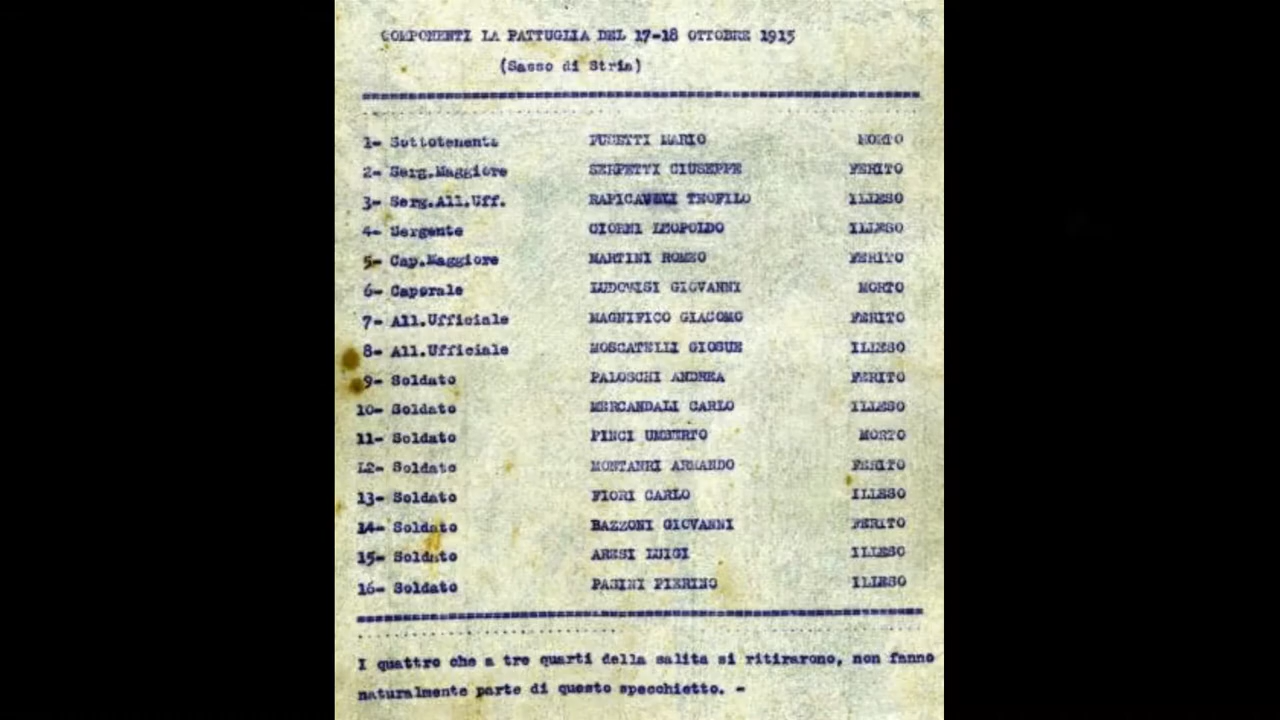 COMPONENTI LA PATTUGLIA DEL 17-18 OTTOBRE 1915
(Sasso di Stria)
1- Sottotenente FUSETTI MARIO MORTO
2- Serg.Maggiore SERPETTI GIUSEPPE FERITO
3- Serg.All.Uff. RAPICAVOLI TEOFILO ILLESO
4- Sergente GIORNI LEOPOLDO ILLESO
5- Cap.Maggiore MARTINI ROMEO FERITO
6- Caporale LUDOVISI GIOVANNI MORTO
7- All.Ufficiale MAGNIFICO GIACOMO FERITO
8- All.Ufficiale MOSCATELLI GIOSUE ILLESO
9- Soldato PALOSCHI ANDREA FERITO
10- Soldato MERCANDALI CARLO ILLESO
11- Soldato PINCI UMBERTO MORTO
12- Soldato MONTANRI ARMANDO FERITO
13- Soldato FIORI CARLO ILLESO
14- Soldato BAZZONI GIOVANNI FERITO
15- Soldato ARESI LUIGI ILLESO
16- Soldato PASINI PIERINO ILLESO
I quattro che a tre quarti della salita si ritirarono, non fanno
naturalmente parte di questo specchietto. -